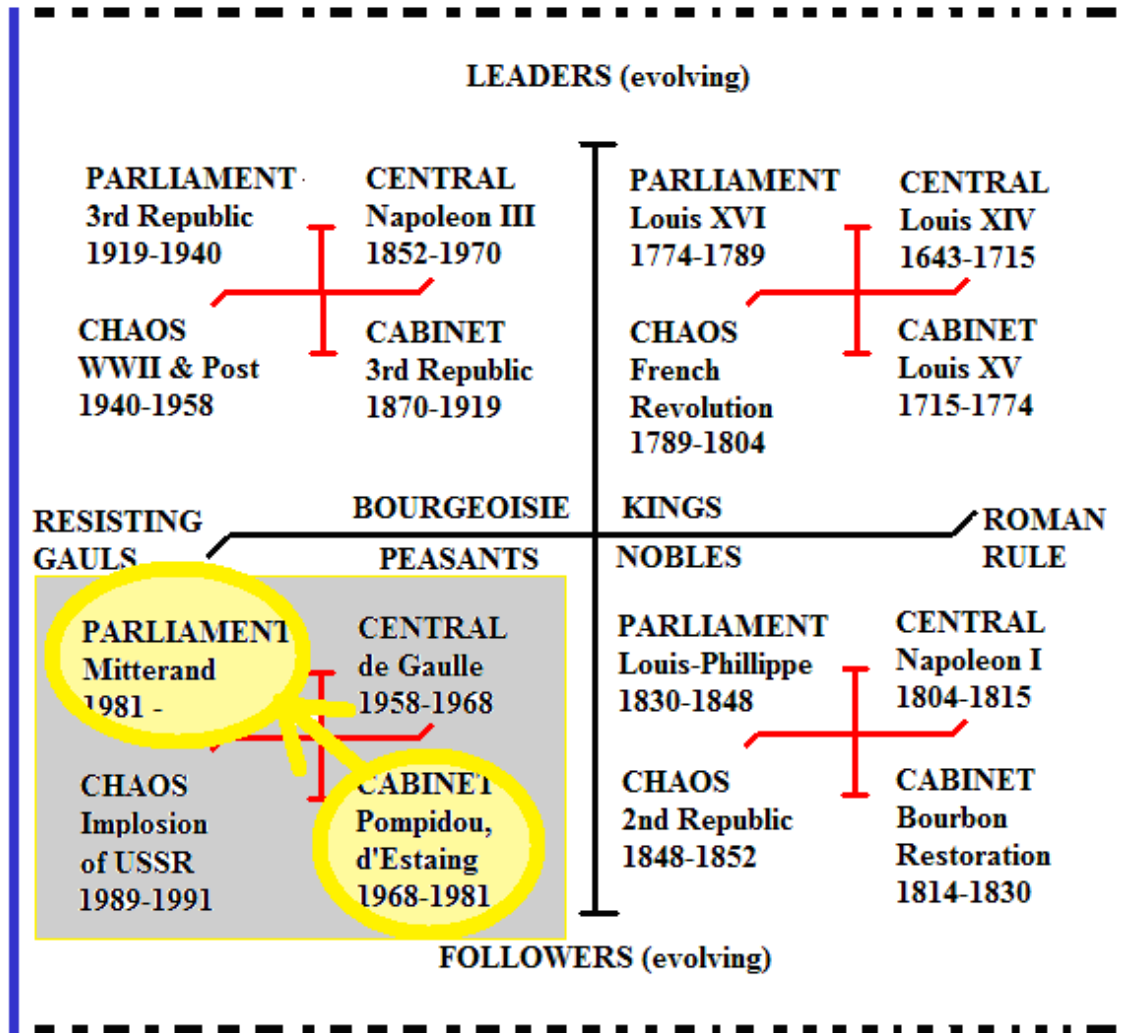 LEADERS (evolving)
PARLIAMENT
3rd Republic
1919-1940
CENTRAL
Napoleon III
1852-1970
CHAOS
WWII & Post
1940-1958
CABINET
3rd Republic
1870-1919
PARLIAMENT
Louis XVI
1774-1789
CENTRAL
Louis XIV
1643-1715
CHAOS
French
Revolution
1789-1804
CABINET
Louis XV
1715-1774
RESISTING
GAULS
BOURGEOISIE
PEASANTS
KINGS
NOBLES
ROMAN
RULE
PARLIAMENT
Mitterand
1981 -
CENTRAL
de Gaulle
1958-1968
CHAOS
Implosion
of USSR
1989-1991
CABINET
Pompidou,
d'Estaing
1968-1981
PARLIAMENT
Louis-Phillippe
1830-1848
CENTRAL
Napoleon I
1804-1815
CHAOS
2nd Republic
1848-1852
CABINET
Bourbon
Restoration
1814-1830
FOLLOWERS (evolving)